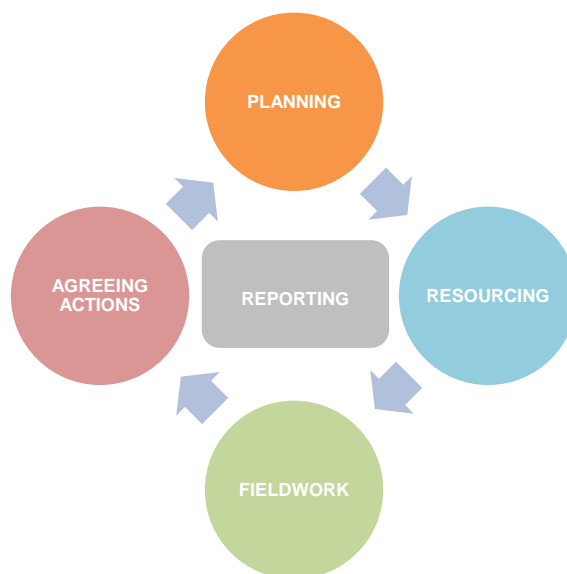 PLANNING
AGREEING
ACTIONS
REPORTING
RESOURCING
FIELDWORK